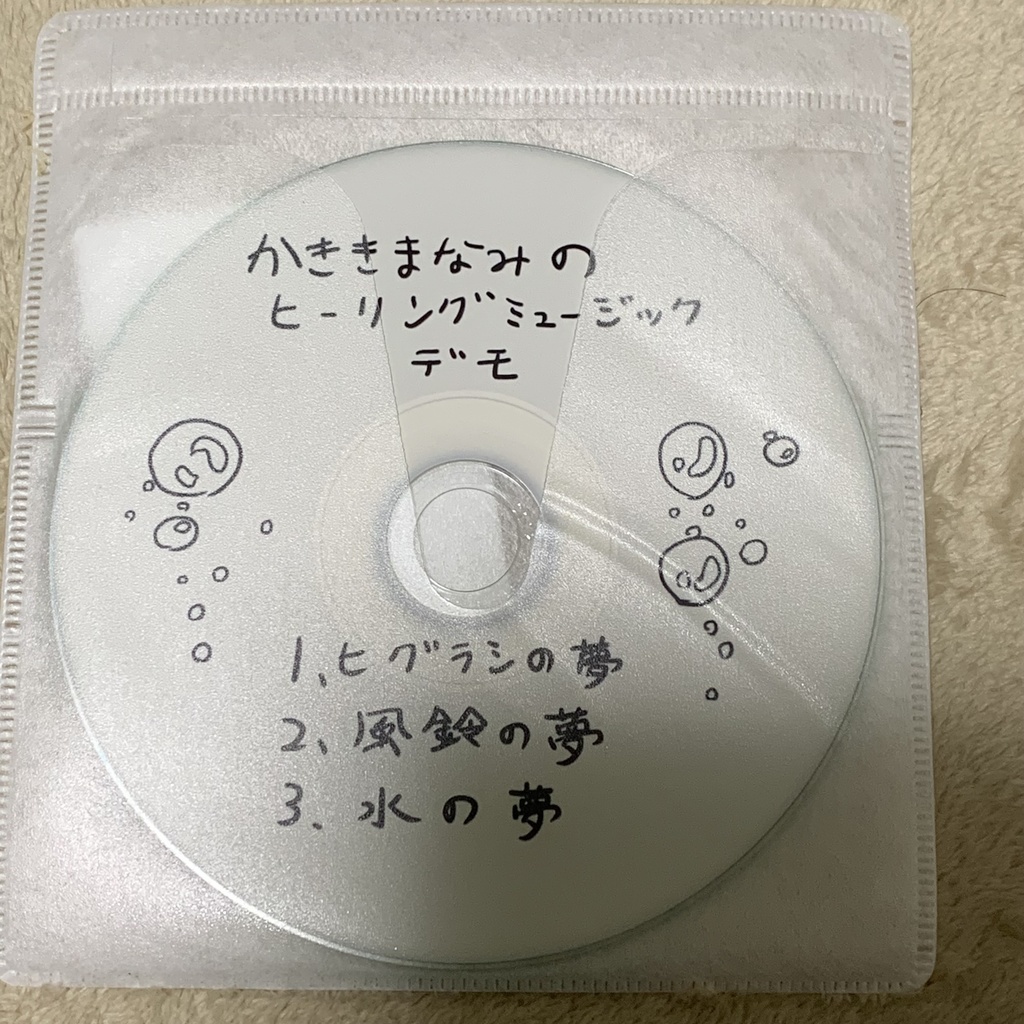 かききまなみの
ヒーリングミュージック
デモ
1.ヒグラシの夢
2、風鈴の夢
3.水の夢